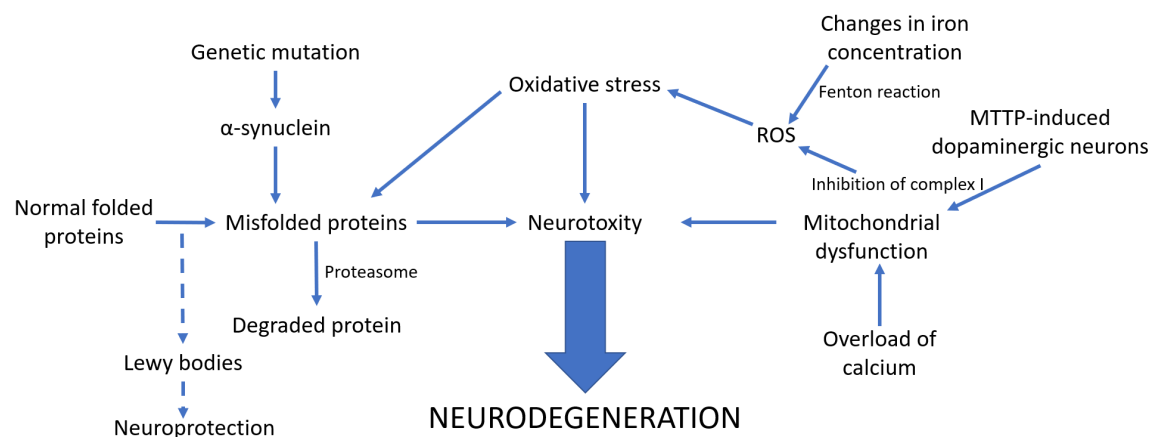 Changes in iron
concentration
Genetic mutation
Oxidative stress
Fenton reaction
MTTP-induced
dopaminergic neurons
α-synuclein
ROS
Inhibition of complex I
Normal folded
proteins
Misfolded proteins
Neurotoxity
Mitochondrial
dysfunction
Proteasome
Degraded protein
Overload of
calcium
Lewy bodies
NEURODEGENERATION
Neuroprotection